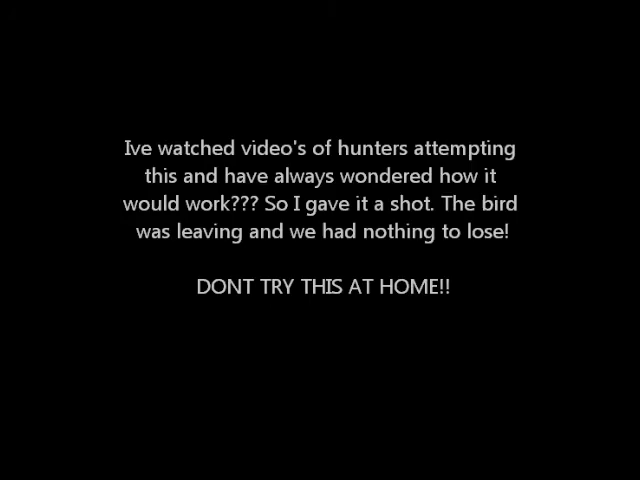 Ive watched video's of hunters attempting
this and have always wondered how it
would work??? So I gave it a shot. The bird
was leaving and we had nothing to lose!
DONT TRY THIS AT HOME!!